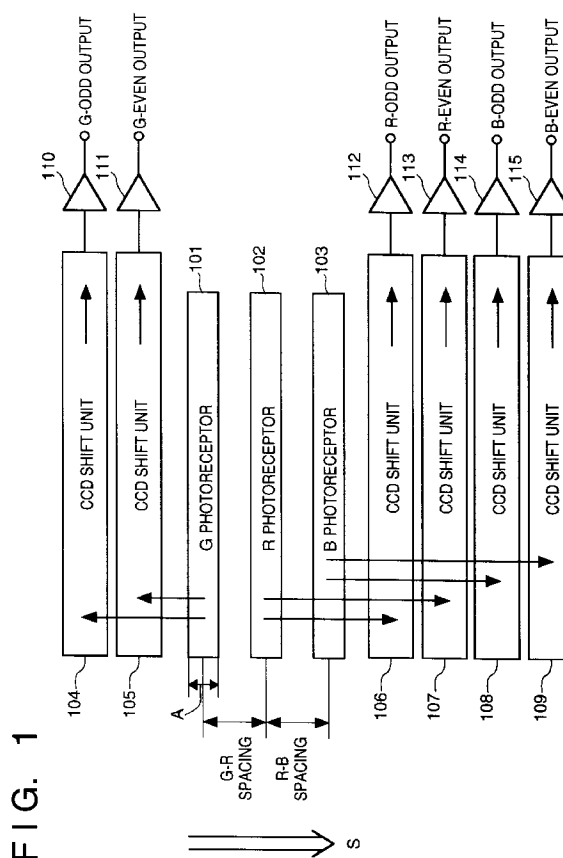 FIG. 1
104
CCD SHIFT UNIT
110
G-ODD OUTPUT
105
CCD SHIFT UNIT
111
G-EVEN OUTPUT
A
G PHOTORECEPTOR
101
G-R
SPACING
R PHOTORECEPTOR
102
R-B
SPACING
B PHOTORECEPTOR
103
106
CCD SHIFT UNIT
112
R-ODD OUTPUT
107
CCD SHIFT UNIT
113
R-EVEN OUTPUT
108
CCD SHIFT UNIT
114
B-ODD OUTPUT
109
CCD SHIFT UNIT
115
B-EVEN OUTPUT
S